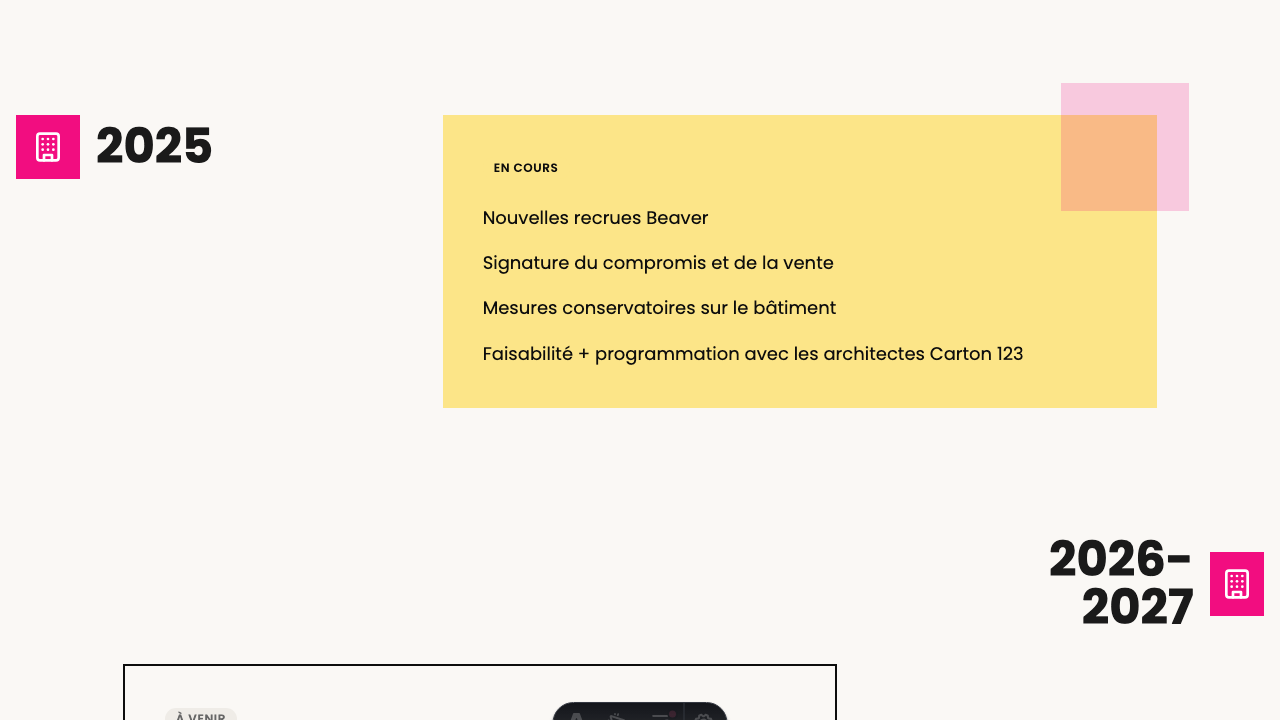 2025
EN COURS
Nouvelles recrues Beaver
Signature du compromis et de la vente
Mesures conservatoires sur le bâtiment
Faisabilité + programmation avec les architectes Carton 123
2026-
2027
À VENIR